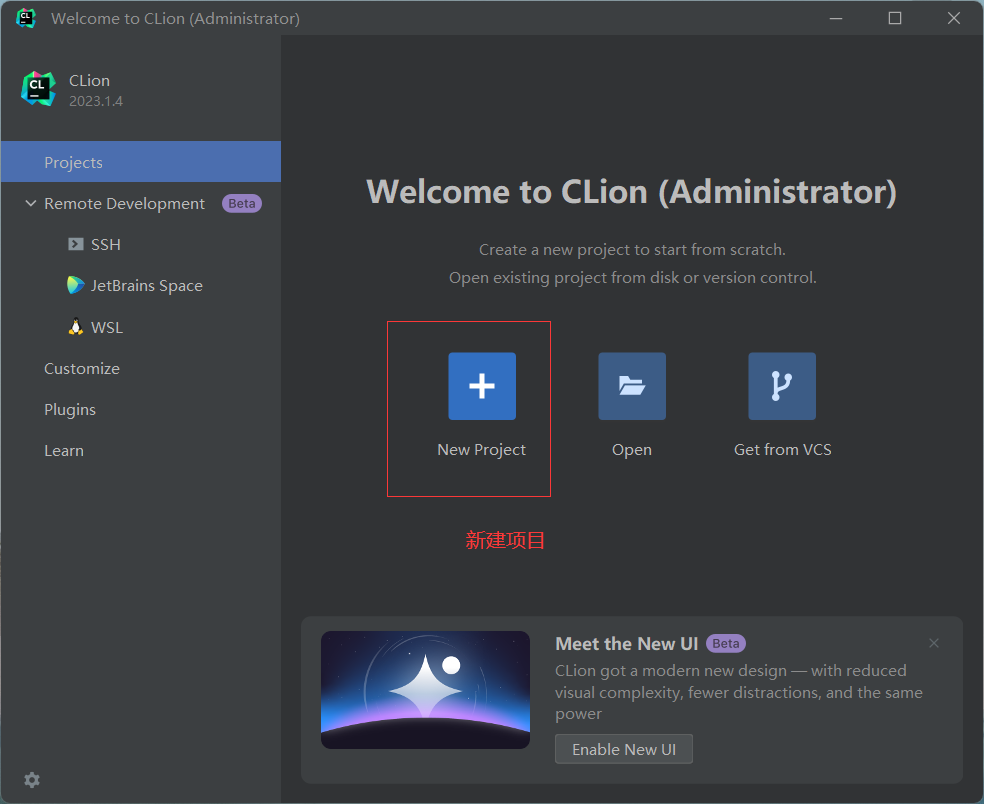 Welcome to CLion (Administrator)
CL
CLion
2023.1.4
Projects
Remote Development Beta
SSH
JetBrains Space
WSL
Customize
Plugins
Learn
Welcome to CLion (Administrator)
Create a new project to start from scratch.
Open existing project from disk or version control.
New Project
Open
Get from VCS
新建项目
Meet the New UI Beta
CLion got a modern new design — with reduced
visual complexity, fewer distractions, and the same
power
Enable New UI